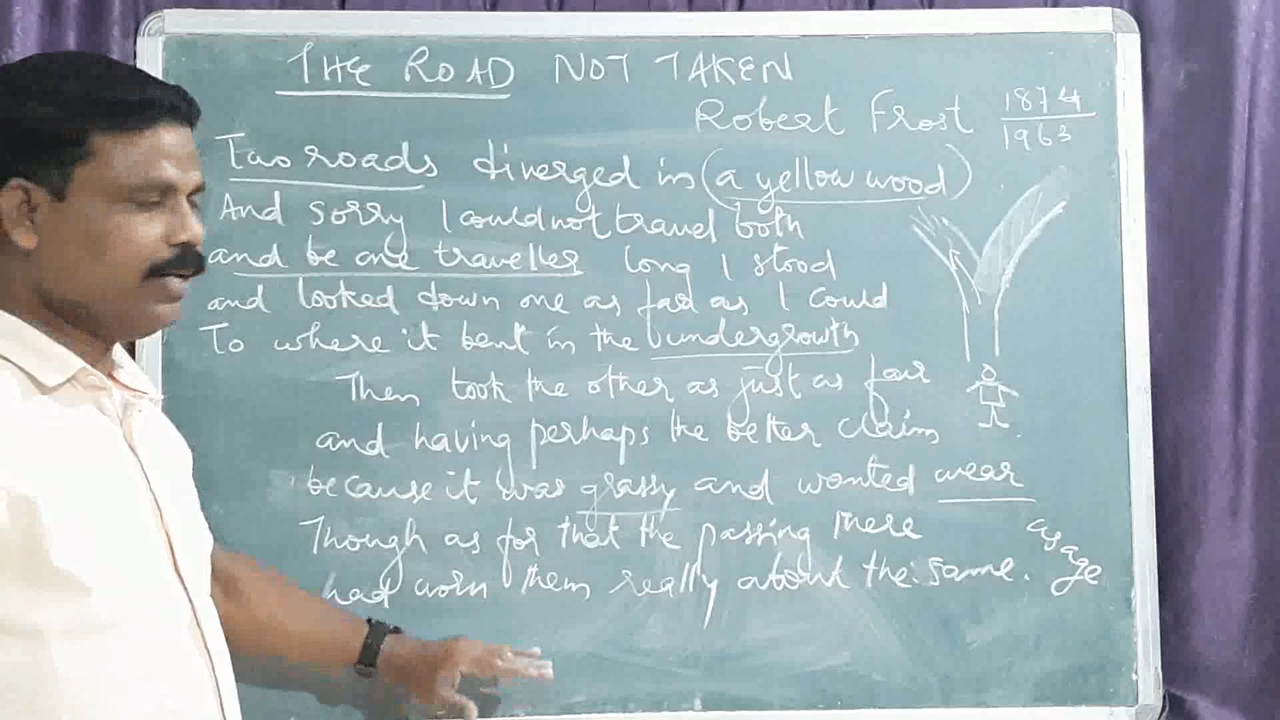 THE ROAD NOT TAKEN
Robert Frost 1874
1963
Two roads diverged in (a yellow wood)
And sorry I could not travel both
and be one traveller long I stood
and looked down one as far as I could
To where it bent in the undergrowth
Then took the other as just as fair
and having perhaps the better claim
because it was grassy and wanted wear
Though as for that the passing there
had worn them really about the same.
usage